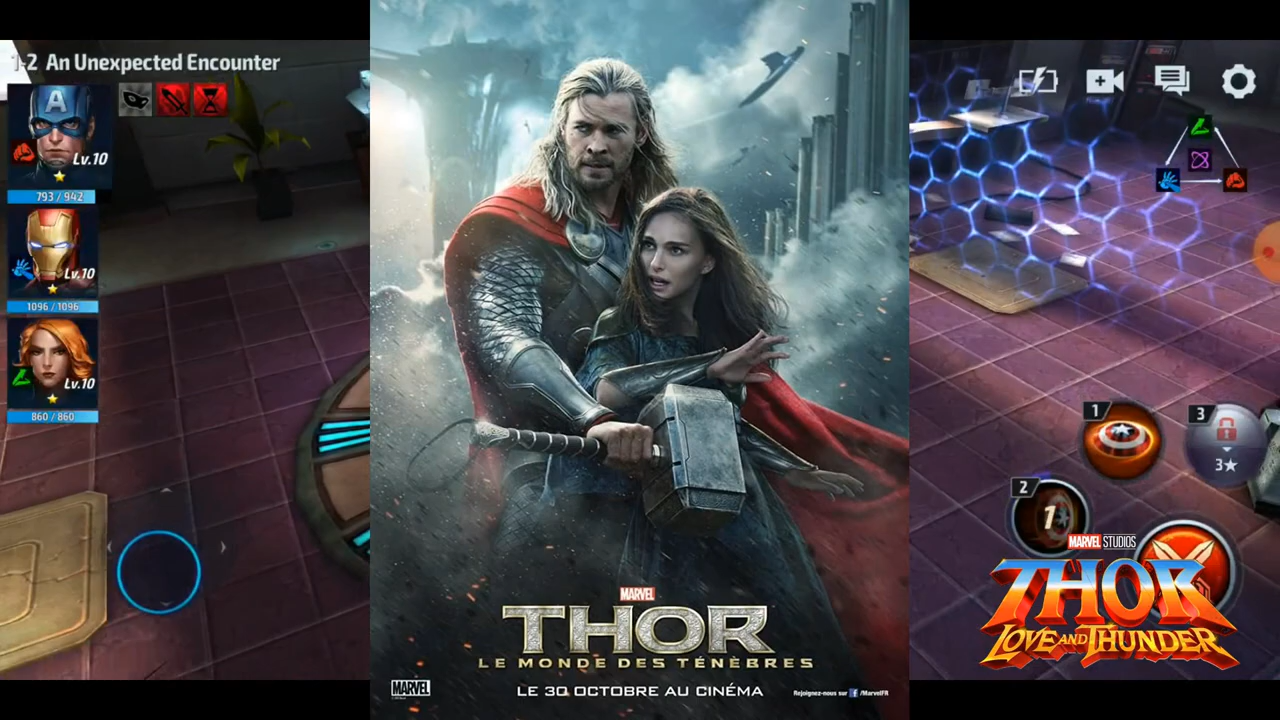 1-2 An Unexpected Encounter
Lv.10
793 / 942
Lv.10
1096 / 1096
Lv.10
860 / 860
MARVEL
THOR
LE MONDE DES TÉNÈBRES
MARVEL
LE 30 OCTOBRE AU CINÉMA
Rejoignez-nous sur f /MarvelFR
1
3
3★
2
1
MARVEL STUDIOS
THOR
LOVE AND THUNDER